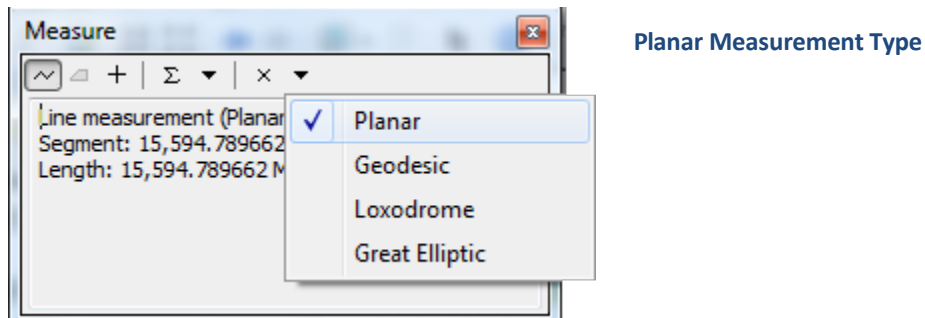 Measure
Planar Measurement Type
Σ
Line measurement (Planar
Segment: 15,594.789662
Length: 15,594.789662 M
Planar
Geodesic
Loxodrome
Great Elliptic